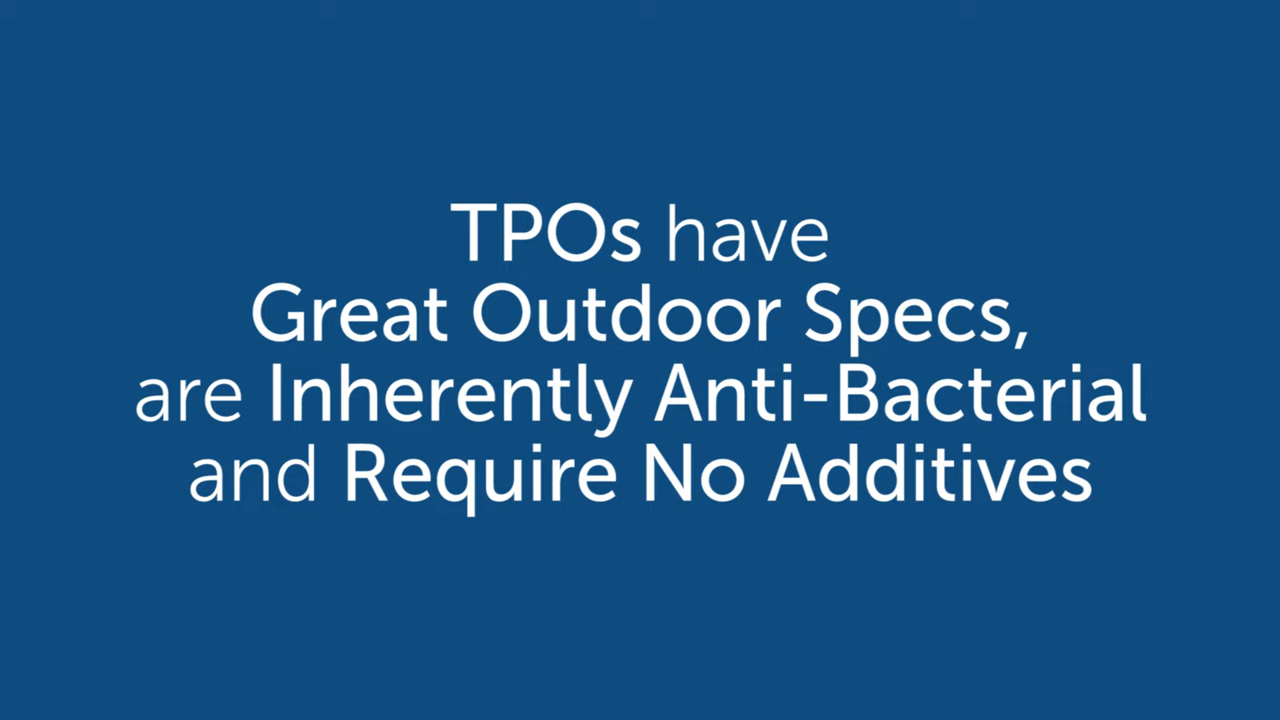 TPOs have
Great Outdoor Specs,
are Inherently Anti-Bacterial
and Require No Additives